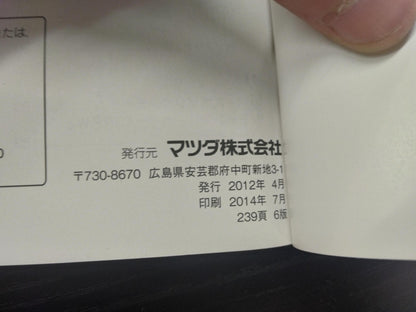 たは、
0
発行元 マツダ株式会社
〒730-8670 広島県安芸郡府中町新地3-1
発行 2012年 4月
印刷 2014年 7月
239頁 6版